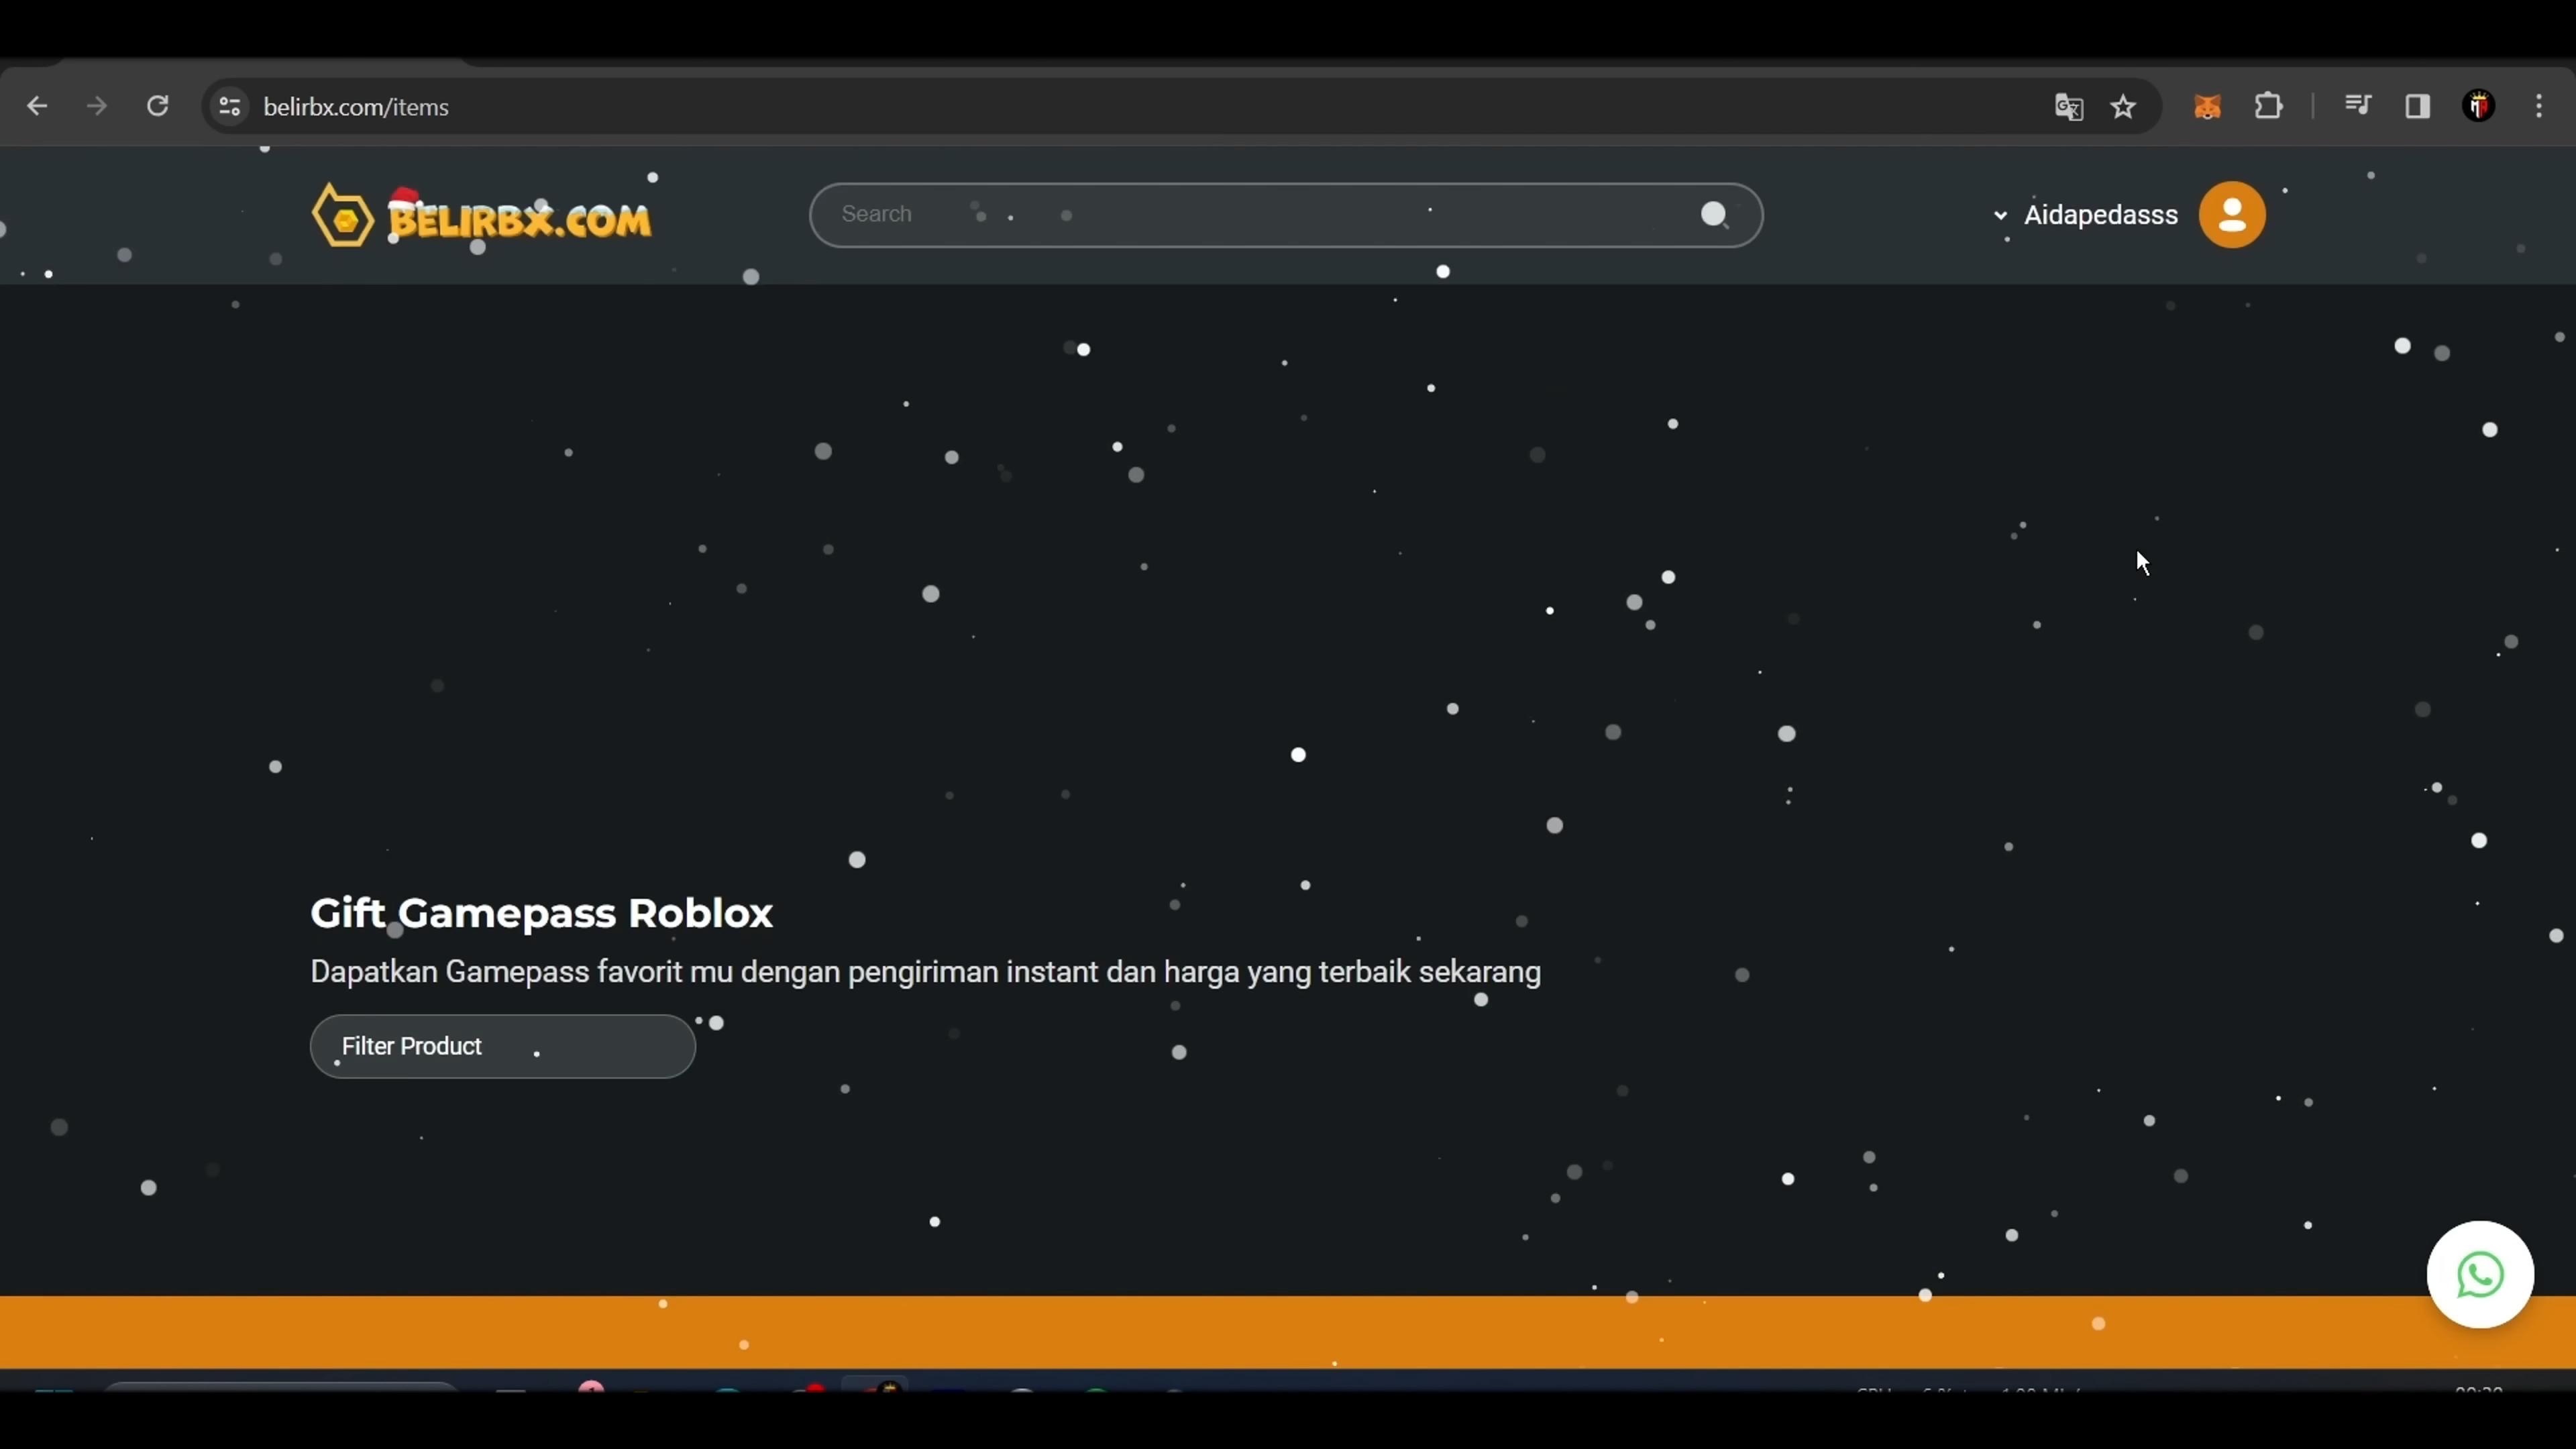 belirbx.com/items
BELIRBX.COM
Search
Aidapedasss
Gift Gamepass Roblox
Dapatkan Gamepass favorit mu dengan pengiriman instant dan harga yang terbaik sekarang
Filter Product